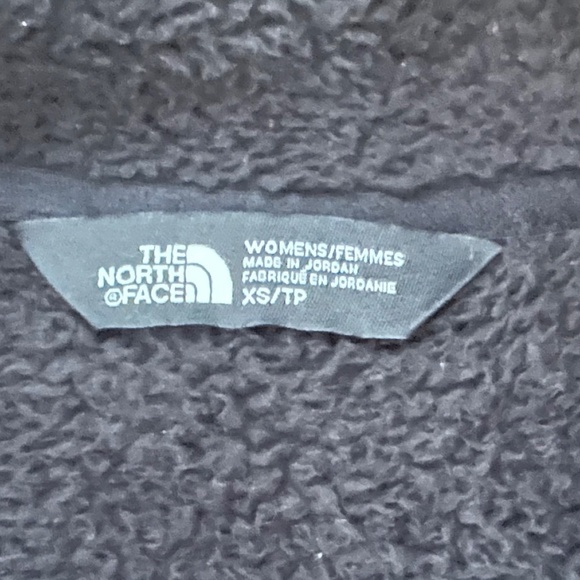 THE
NORTH
FACE
WOMENS/FEMMES
MADE IN JORDAN
FABRIQUÉ EN JORDANIE
XS/TP